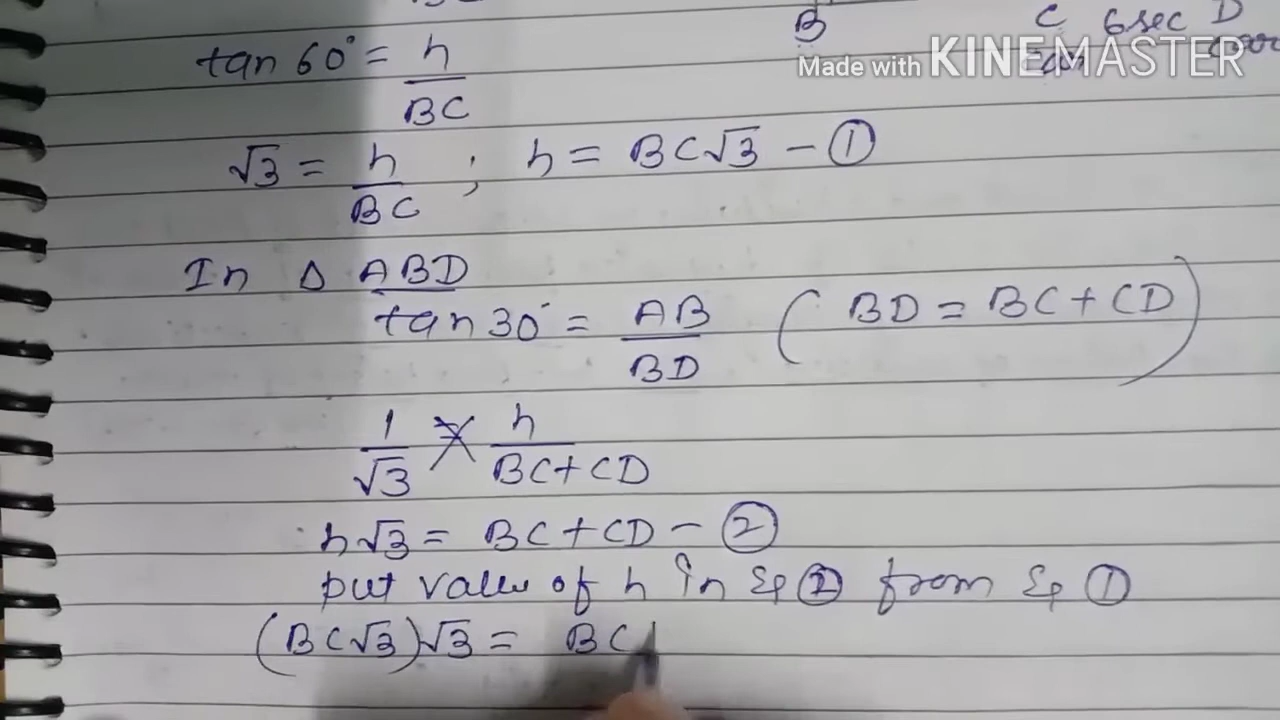 B C 6sec D
Made with KINEMASTER
tan 60° = h / BC
√3 = h / BC ; h = BC√3 - ①
In Δ ABD
tan 30° = AB / BD ( BD = BC + CD )
1 / √3 = h / BC + CD
h√3 = BC + CD - ②
put value of h in Eq ② from Eq ①
(BC√3)√3 = BC